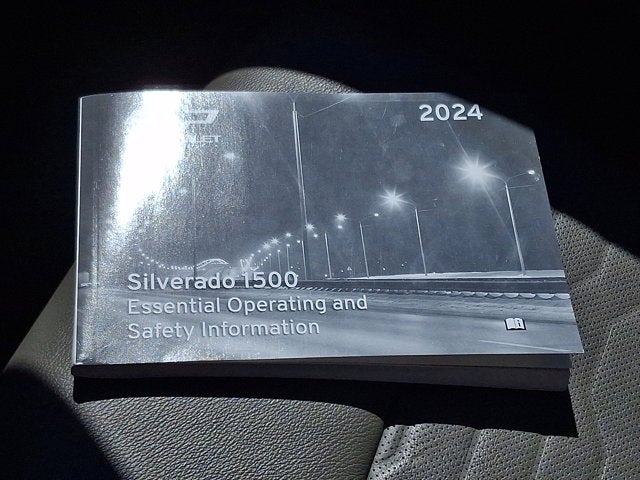 2024
Silverado 1500
Essential Operating and
Safety Information